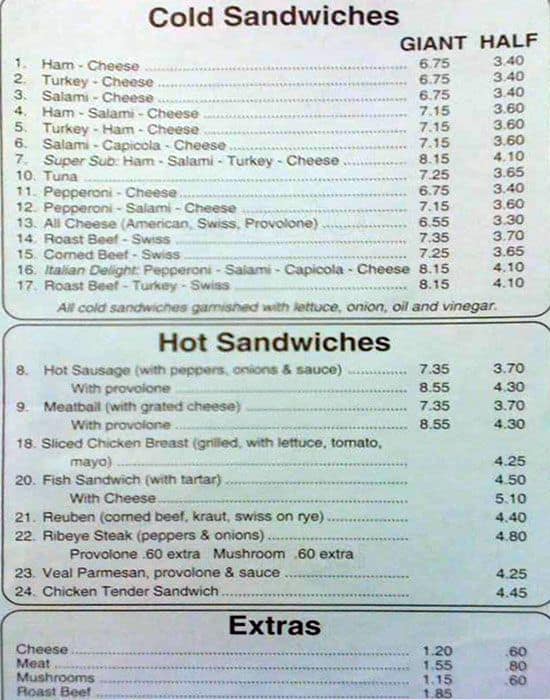 Cold Sandwiches
GIANT HALF
1. Ham - Cheese 6.75 3.40
2. Turkey - Cheese 6.75 3.40
3. Salami - Cheese 6.75 3.40
4. Ham - Salami - Cheese 7.15 3.60
5. Turkey - Ham - Cheese 7.15 3.60
6. Salami - Capicola - Cheese 7.15 3.60
7. Super Sub: Ham - Salami - Turkey - Cheese 8.15 4.10
10. Tuna 7.25 3.65
11. Pepperoni - Cheese 6.75 3.40
12. Pepperoni - Salami - Cheese 7.15 3.60
13. All Cheese (American, Swiss, Provolone) 6.55 3.30
14. Roast Beef - Swiss 7.35 3.70
15. Corned Beef - Swiss 7.25 3.65
16. Italian Delight: Pepperoni - Salami - Capicola - Cheese 8.15 4.10
17. Roast Beef - Turkey - Swiss 8.15 4.10
All cold sandwiches garnished with lettuce, onion, oil and vinegar.
Hot Sandwiches
8. Hot Sausage (with peppers, onions & sauce) 7.35 3.70
With provolone 8.55 4.30
9. Meatball (with grated cheese) 7.35 3.70
With provolone 8.55 4.30
18. Sliced Chicken Breast (grilled, with lettuce, tomato,
mayo) 4.25
20. Fish Sandwich (with tartar) 4.50
With Cheese 5.10
21. Reuben (corned beef, kraut, swiss on rye) 4.40
22. Ribeye Steak (peppers & onions) 4.80
Provolone .60 extra Mushroom .60 extra
23. Veal Parmesan, provolone & sauce 4.25
24. Chicken Tender Sandwich 4.45
Extras
Cheese 1.20 .60
Meat 1.55 .80
Mushrooms 1.15 .60
Roast Beef .85